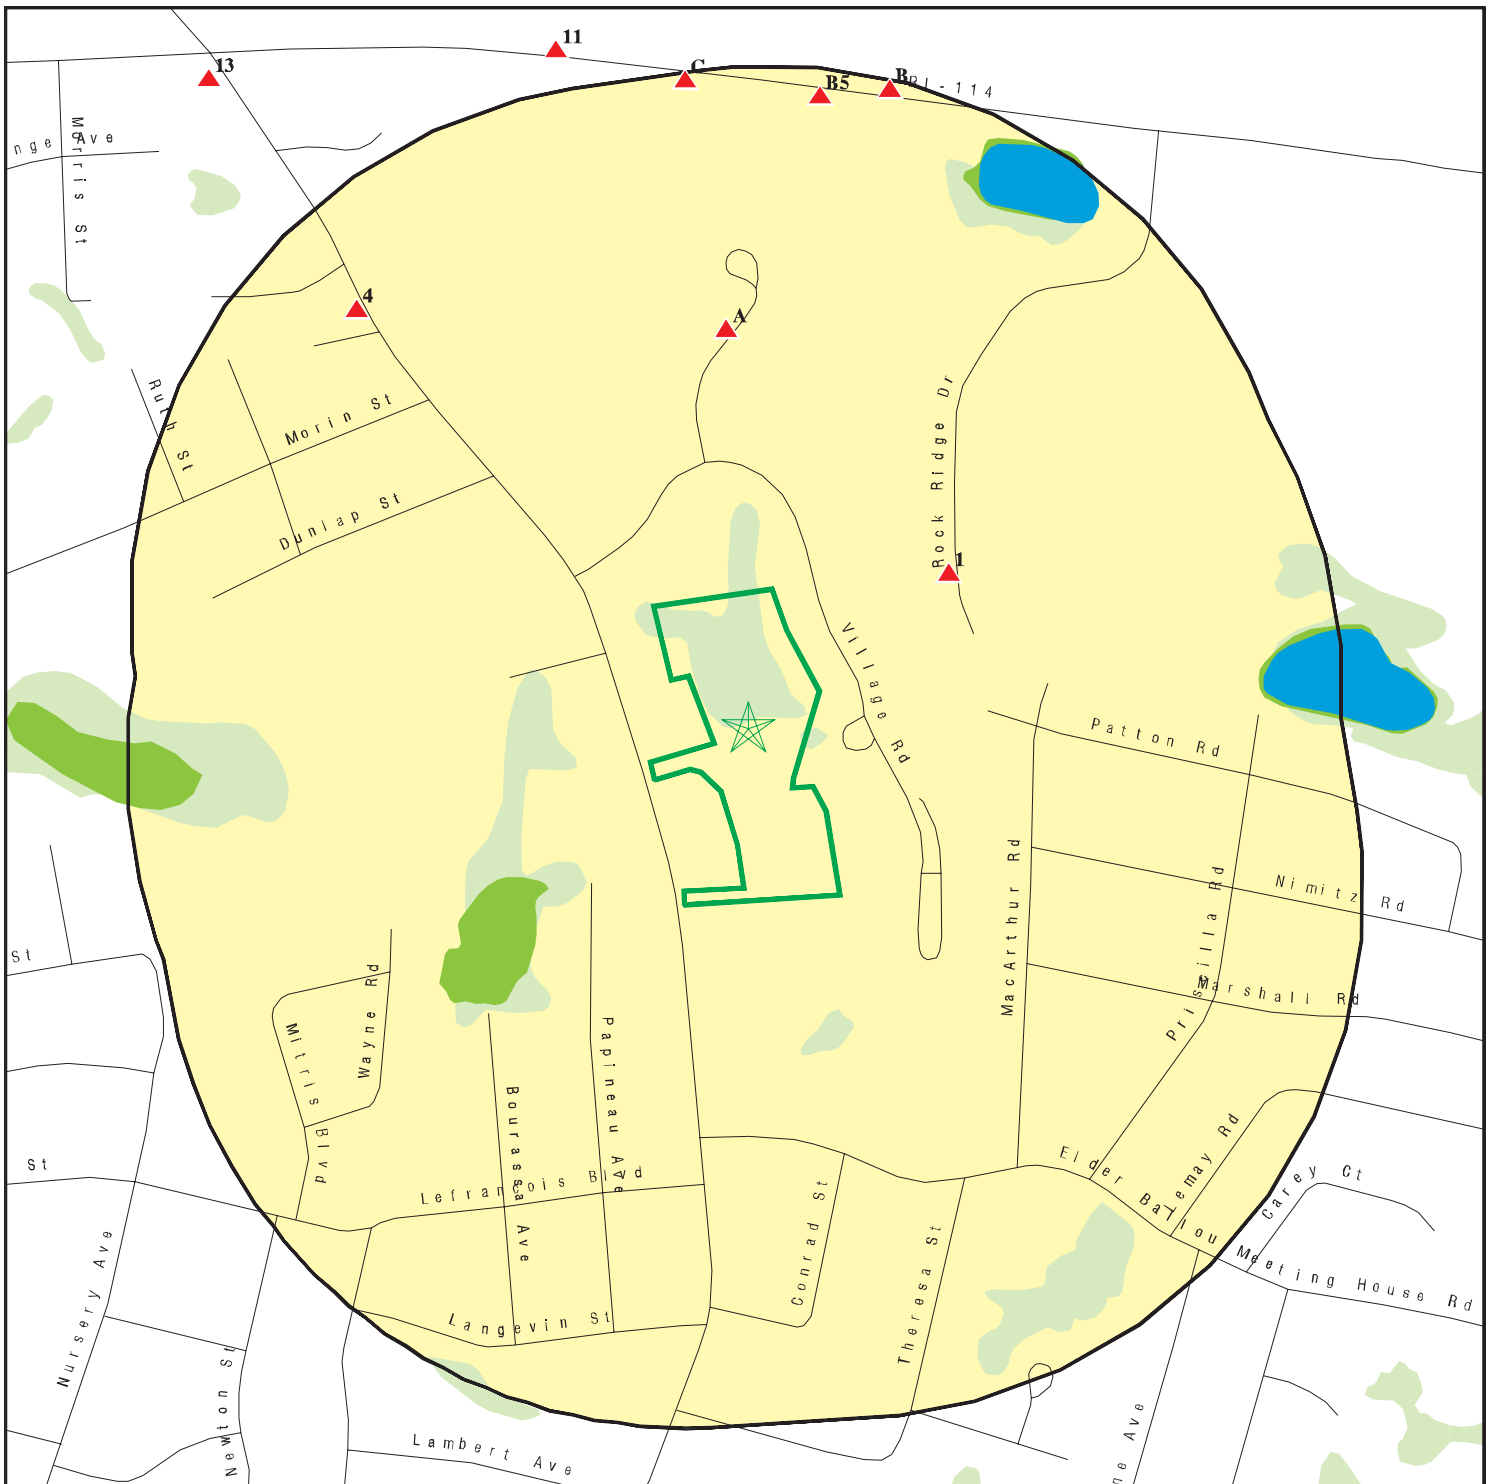 11
13
C
B5
B
RI-114
nge Ave
Morris St
4
A
Ruth St
Morin St
Dunlap St
Rock Ridge Dr
1
Village Rd
Patton Rd
MacArthur Rd
Priscilla Rd
Nimitz Rd
Marshall Rd
St
Wayne Rd
Mitris Blvd
Papineau Ave
Bourassa Ave
Elder Ballou Meeting House Rd
Lemay Rd
Carey Ct
St
Lefrancois Blvd
Conrad St
Theresa St
Nursery Ave
Langevin St
Newton St
Lambert Ave
ne Ave